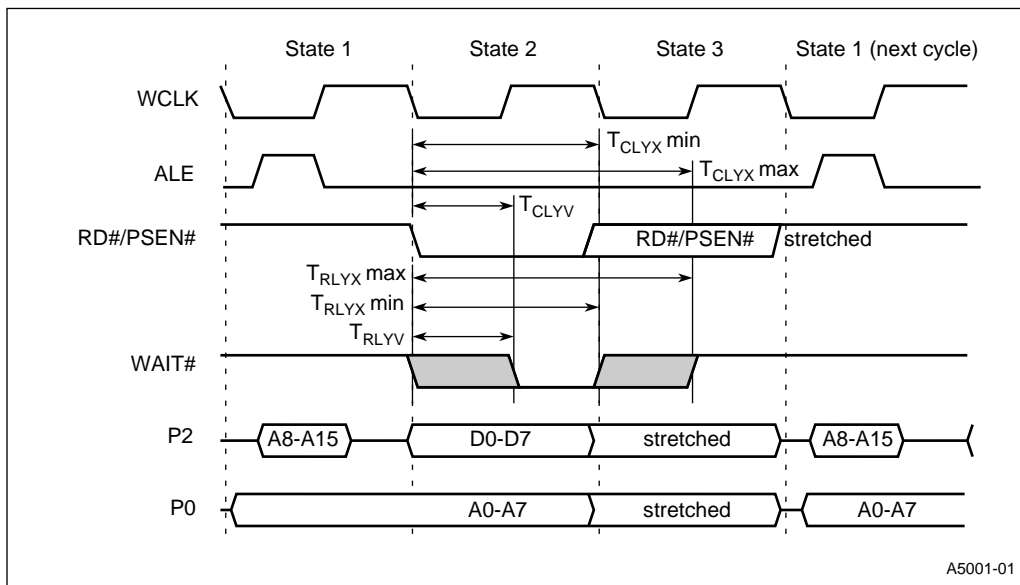 State 1 State 2 State 3 State 1 (next cycle)
WCLK
T_CLYX min
ALE T_CLYX max
T_CLYV
RD#/PSEN# RD#/PSEN# stretched
T_RLYX max
T_RLYX min
T_RLYV
WAIT#
P2 A8-A15 D0-D7 stretched A8-A15
P0 A0-A7 stretched A0-A7
A5001-01